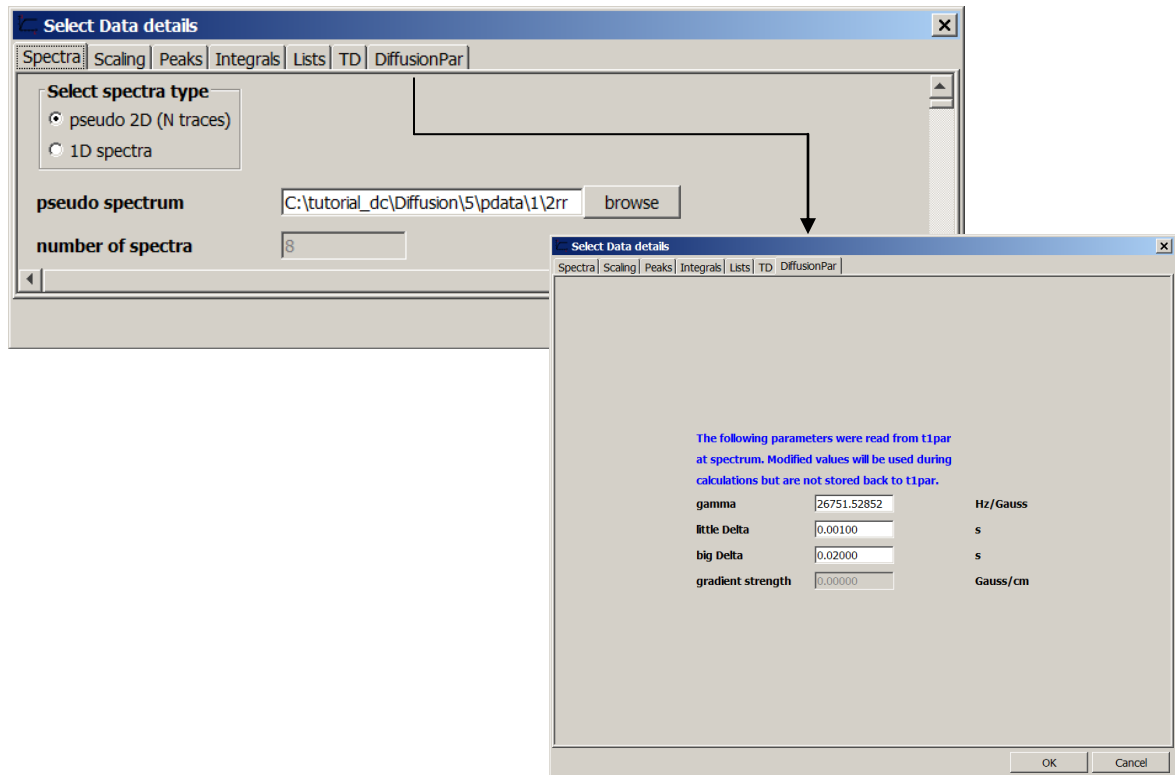 Select Data details
Spectra Scaling Peaks Integrals Lists TD DiffusionPar
Select spectra type
pseudo 2D (N traces)
1D spectra
pseudo spectrum C:\tutorial_dc\Diffusion\5\pdata\1\2rr browse
number of spectra 8
Select Data details
Spectra Scaling Peaks Integrals Lists TD DiffusionPar
The following parameters were read from t1par
at spectrum. Modified values will be used during
calculations but are not stored back to t1par.
gamma 26751.52852 Hz/Gauss
little Delta 0.00100 s
big Delta 0.02000 s
gradient strength 0.00000 Gauss/cm
OK Cancel